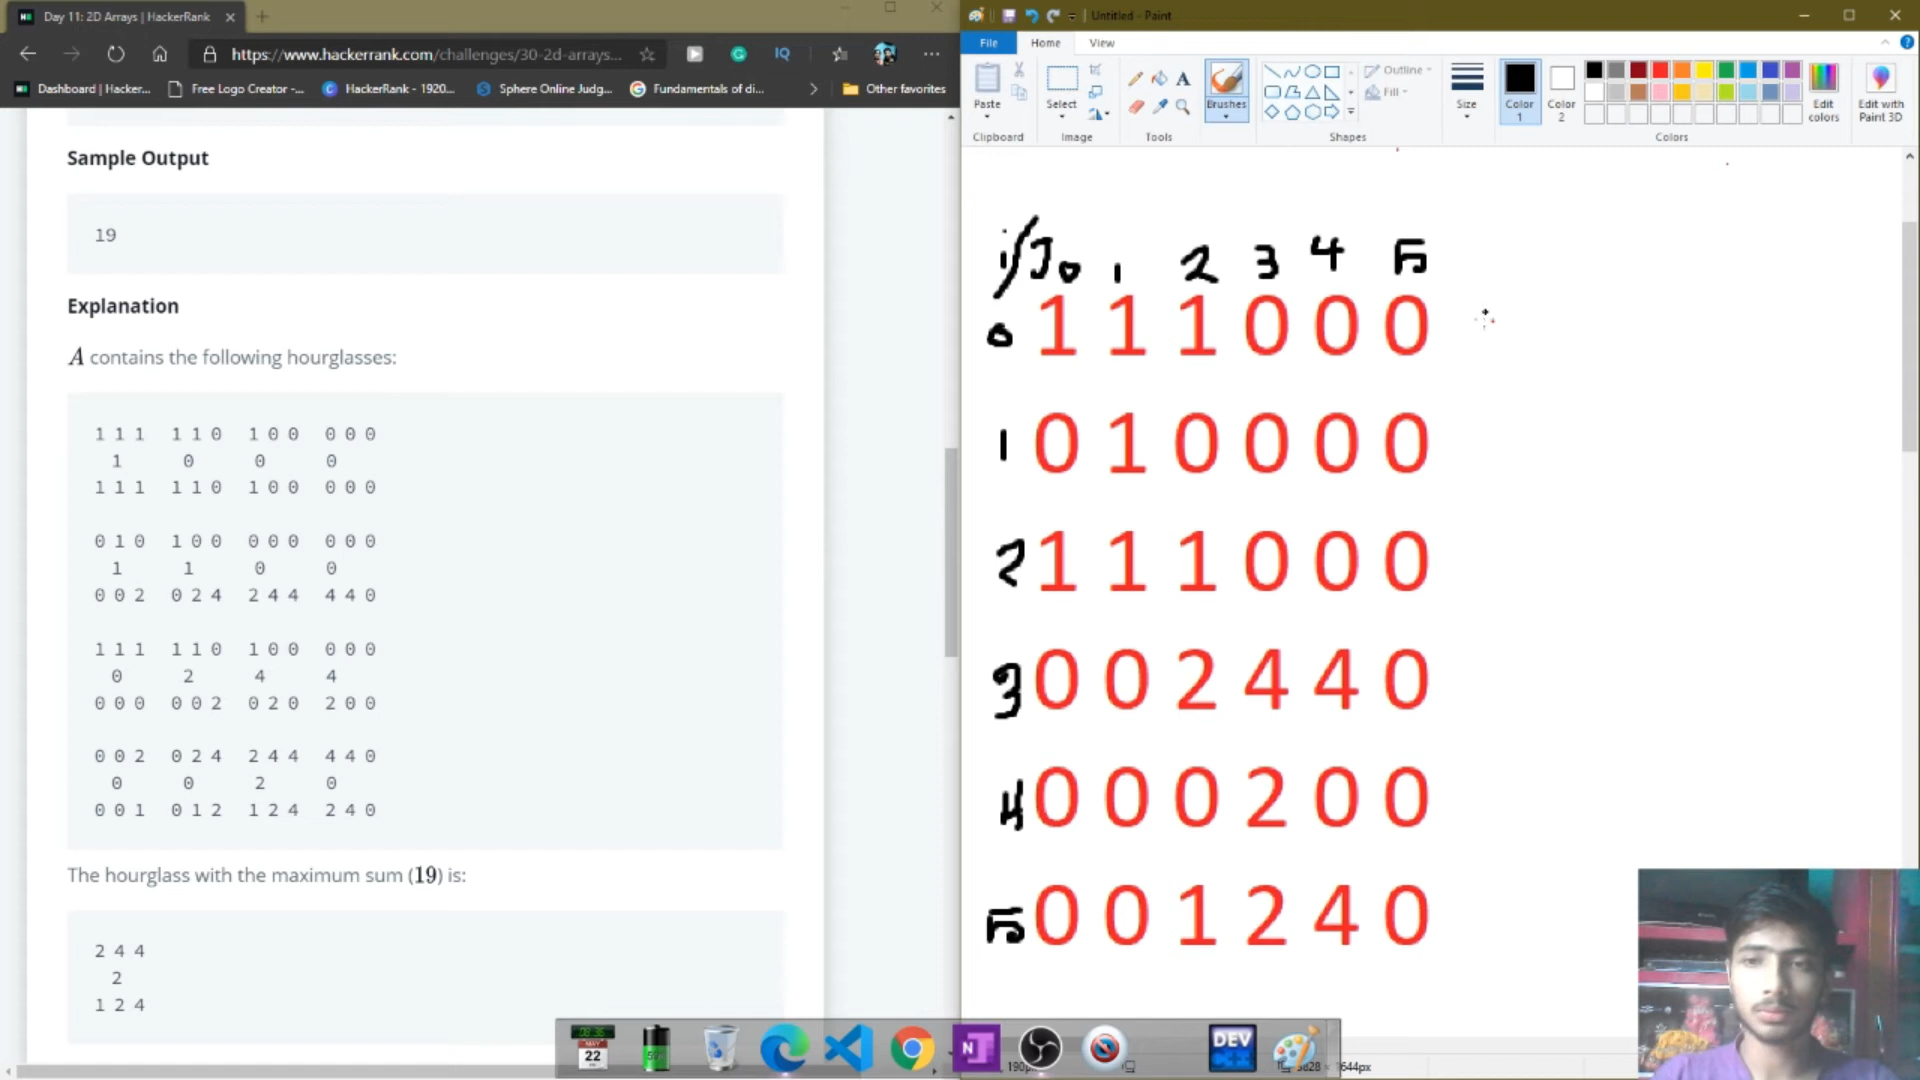 Day 11: 2D Arrays | HackerRank
https://www.hackerrank.com/challenges/30-2d-arrays...
IQ
Dashboard | Hacker...
Free Logo Creator -...
HackerRank - 1920...
Sphere Online Judg...
Fundamentals of di...
Other favorites
Sample Output
19
Explanation
A contains the following hourglasses:
1 1 1 1 1 0 1 0 0 0 0 0
1 0 0 0
1 1 1 1 1 0 1 0 0 0 0 0
0 1 0 1 0 0 0 0 0 0 0 0
1 1 0 0
0 0 2 0 2 4 2 4 4 4 4 0
1 1 1 1 1 0 1 0 0 0 0 0
0 2 4 4
0 0 0 0 0 2 0 2 0 2 0 0
0 0 2 0 2 4 2 4 4 4 4 0
0 0 2 0
0 0 1 0 1 2 1 2 4 2 4 0
The hourglass with the maximum sum (19) is:
2 4 4
2
1 2 4
Untitled - Paint
File Home View
Paste
Select
Brushes
Outline
Fill
Size
Color 1
Color 2
Edit colors
Edit with Paint 3D
Clipboard Image Tools Shapes Colors
i/J 0 1 2 3 4 5
0 1 1 1 0 0 0
1 0 1 0 0 0 0
2 1 1 1 0 0 0
3 0 0 2 4 4 0
4 0 0 0 2 0 0
5 0 0 1 2 4 0
MAY
22
N
DEV
C++